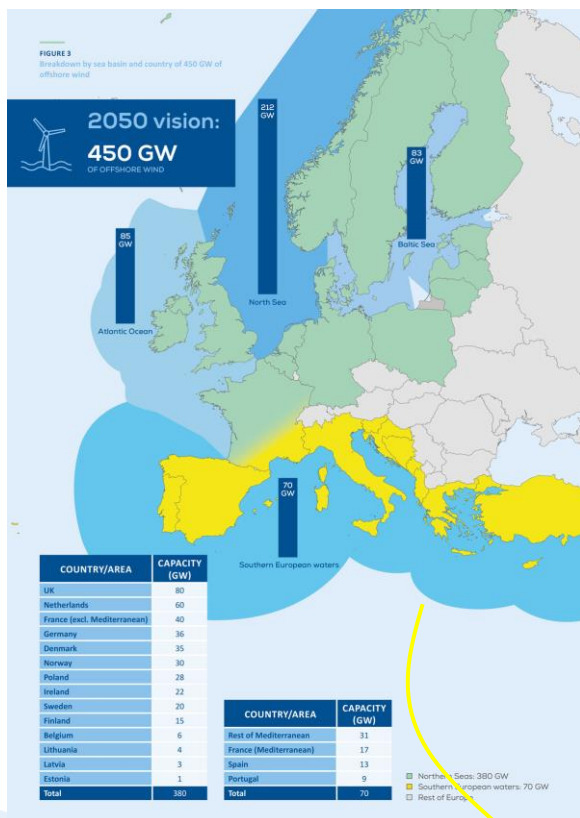 FIGURE 3
Breakdown by sea basin and country of 450 GW of
offshore wind
2050 vision:
450 GW
OF OFFSHORE WIND
212
GW
83
GW
85
GW
Baltic Sea
North Sea
Atlantic Ocean
70
GW
Southern European waters
COUNTRY/AREA CAPACITY
(GW)
UK 80
Netherlands 60
France (excl. Mediterranean) 40
Germany 36
Denmark 35
Norway 30
Poland 28
Ireland 22
Sweden 20
Finland 15
Belgium 6
Lithuania 4
Latvia 3
Estonia 1
Total 380
COUNTRY/AREA CAPACITY
(GW)
Rest of Mediterranean 31
France (Mediterranean) 17
Spain 13
Portugal 9
Total 70
Northern Seas: 380 GW
Southern European waters: 70 GW
Rest of Europe